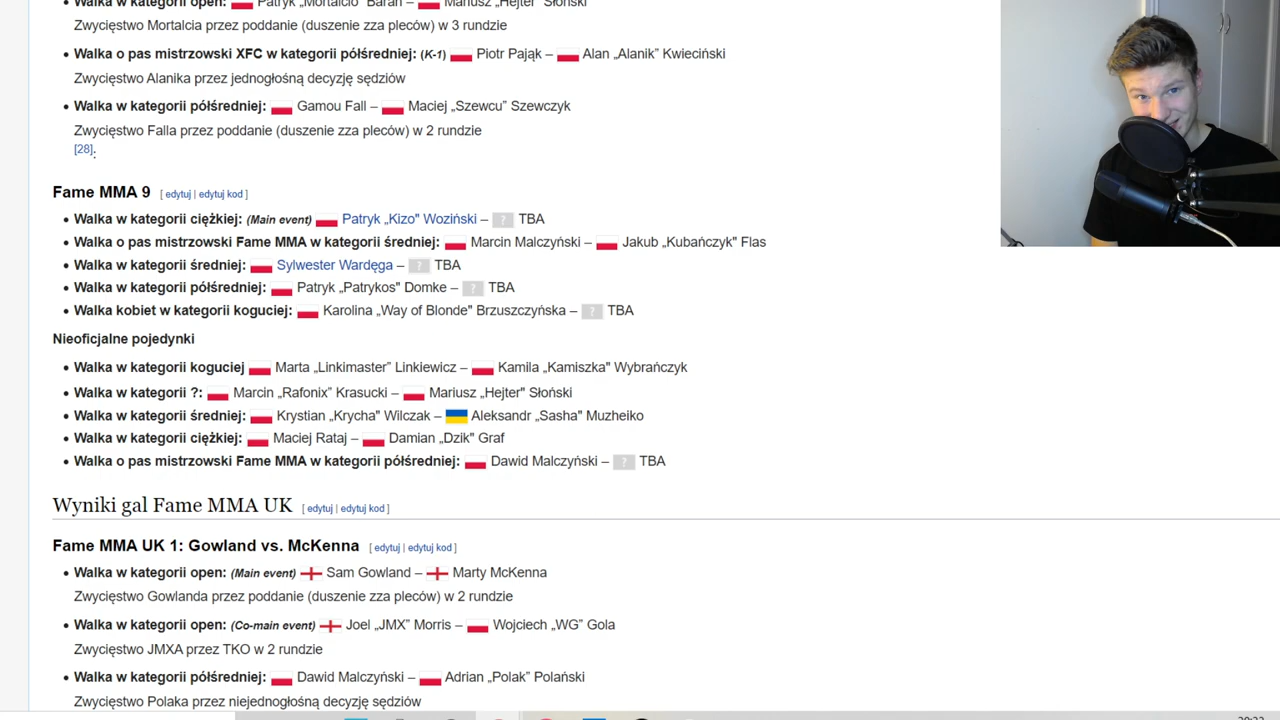 Walka w kategorii open: Patryk „Mortalcio" Baran – Mariusz „Hejter" Słoński
Zwycięstwo Mortalcia przez poddanie (duszenie zza pleców) w 3 rundzie
• Walka o pas mistrzowski XFC w kategorii półśredniej: (K-1) Piotr Pająk – Alan „Alanik” Kwieciński
Zwycięstwo Alanika przez jednogłośną decyzję sędziów
• Walka w kategorii półśredniej: Gamou Fall – Maciej „Szewcu” Szewczyk
Zwycięstwo Falla przez poddanie (duszenie zza pleców) w 2 rundzie
[28].
Fame MMA 9 [ edytuj | edytuj kod ]
• Walka w kategorii ciężkiej: (Main event) Patryk „Kizo" Woziński – ? TBA
• Walka o pas mistrzowski Fame MMA w kategorii średniej: Marcin Malczyński – Jakub „Kubańczyk" Flas
• Walka w kategorii średniej: Sylwester Wardęga – ? TBA
• Walka w kategorii półśredniej: Patryk „Patrykos" Domke – ? TBA
• Walka kobiet w kategorii koguciej: Karolina „Way of Blonde" Brzuszczyńska – ? TBA
Nieoficjalne pojedynki
• Walka w kategorii koguciej Marta „Linkimaster” Linkiewicz – Kamila „Kamiszka" Wybrańczyk
• Walka w kategorii ?: Marcin „Rafonix” Krasucki – Mariusz „Hejter" Słoński
• Walka w kategorii średniej: Krystian „Krycha" Wilczak – Aleksandr „Sasha" Muzheiko
• Walka w kategorii ciężkiej: Maciej Rataj – Damian „Dzik" Graf
• Walka o pas mistrzowski Fame MMA w kategorii półśredniej: Dawid Malczyński – ? TBA
Wyniki gal Fame MMA UK [ edytuj | edytuj kod ]
Fame MMA UK 1: Gowland vs. McKenna [ edytuj | edytuj kod ]
• Walka w kategorii open: (Main event) Sam Gowland – Marty McKenna
Zwycięstwo Gowlanda przez poddanie (duszenie zza pleców) w 2 rundzie
• Walka w kategorii open: (Co-main event) Joel „JMX” Morris – Wojciech „WG” Gola
Zwycięstwo JMXA przez TKO w 2 rundzie
• Walka w kategorii półśredniej: Dawid Malczyński – Adrian „Polak” Polański
Zwycięstwo Polaka przez niejednogłośną decyzję sędziów